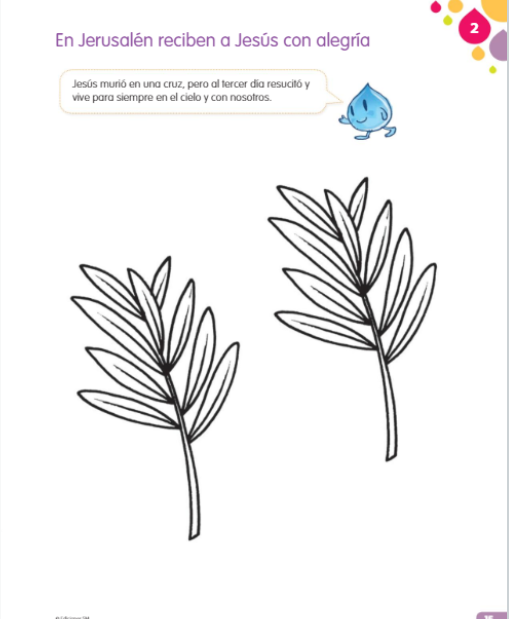 2
En Jerusalén reciben a Jesús con alegría
Jesús murió en una cruz, pero al tercer día resucitó y
vive para siempre en el cielo y con nosotros.